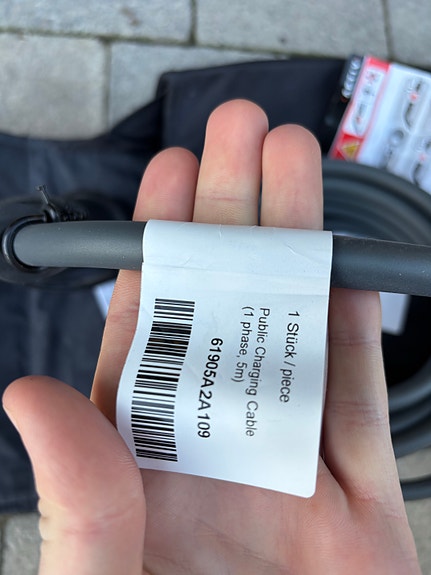 1 Stück / piece
Public Charging Cable
(1 phase, 5m)
61905A2A109